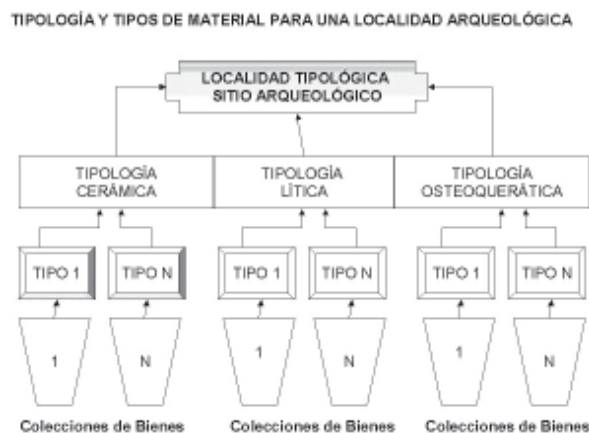 TIPOLOGÍA Y TIPOS DE MATERIAL PARA UNA LOCALIDAD ARQUEOLÓGICA
LOCALIDAD TIPOLÓGICA
SITIO ARQUEOLÓGICO
TIPOLOGÍA
CERÁMICA
TIPOLOGÍA
LÍTICA
TIPOLOGÍA
OSTEOQUERÁTICA
TIPO 1
TIPO N
TIPO 1
TIPO N
TIPO 1
TIPO N
1
N
1
N
1
N
Colecciones de Bienes
Colecciones de Bienes
Colecciones de Bienes